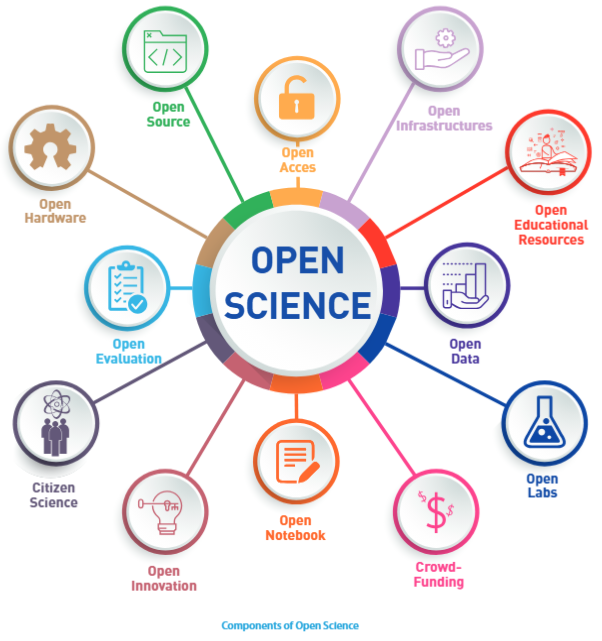 Open
Source
Open
Acces
Open
Infrastructures
Open
Hardware
Open
Educational
Resources
OPEN
SCIENCE
Open
Evaluation
Open
Data
Citizen
Science
Open
Labs
Open
Notebook
Open
Innovation
Crowd-
Funding
Components of Open Science